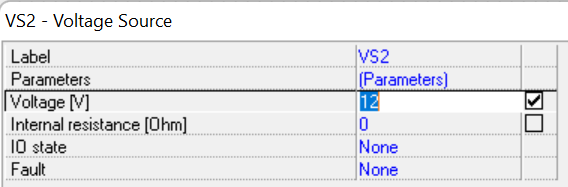 VS2 - Voltage Source
Label VS2
Parameters (Parameters)
Voltage [V] 12
Internal resistance [Ohm] 0
IO state None
Fault None